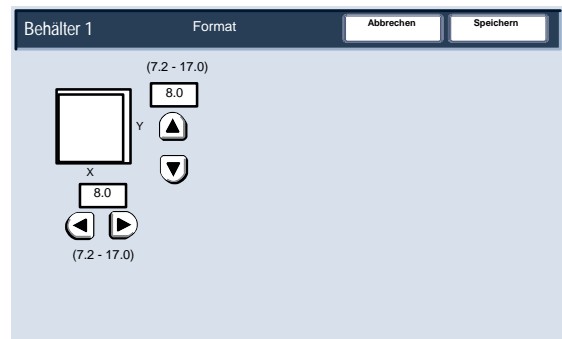 Behälter 1 Format Abbrechen Speichern
(7.2 - 17.0)
8.0
Y
X
8.0
(7.2 - 17.0)